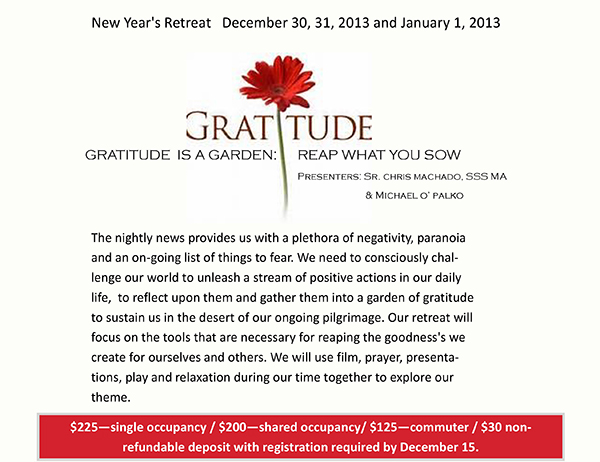 New Year's Retreat   December 30, 31, 2013 and January 1, 2013
GRATITUDE
GRATITUDE IS A GARDEN: REAP WHAT YOU SOW
PRESENTERS: SR. CHRIS MACHADO, SSS MA
& MICHAEL O' PALKO
The nightly news provides us with a plethora of negativity, paranoia
and an on-going list of things to fear. We need to consciously chal-
lenge our world to unleash a stream of positive actions in our daily
life,  to reflect upon them and gather them into a garden of gratitude
to sustain us in the desert of our ongoing pilgrimage. Our retreat will
focus on the tools that are necessary for reaping the goodness's we
create for ourselves and others. We will use film, prayer, presenta-
tions, play and relaxation during our time together to explore our
theme.
$225—single occupancy / $200—shared occupancy/ $125—commuter / $30 non-
refundable deposit with registration required by December 15.